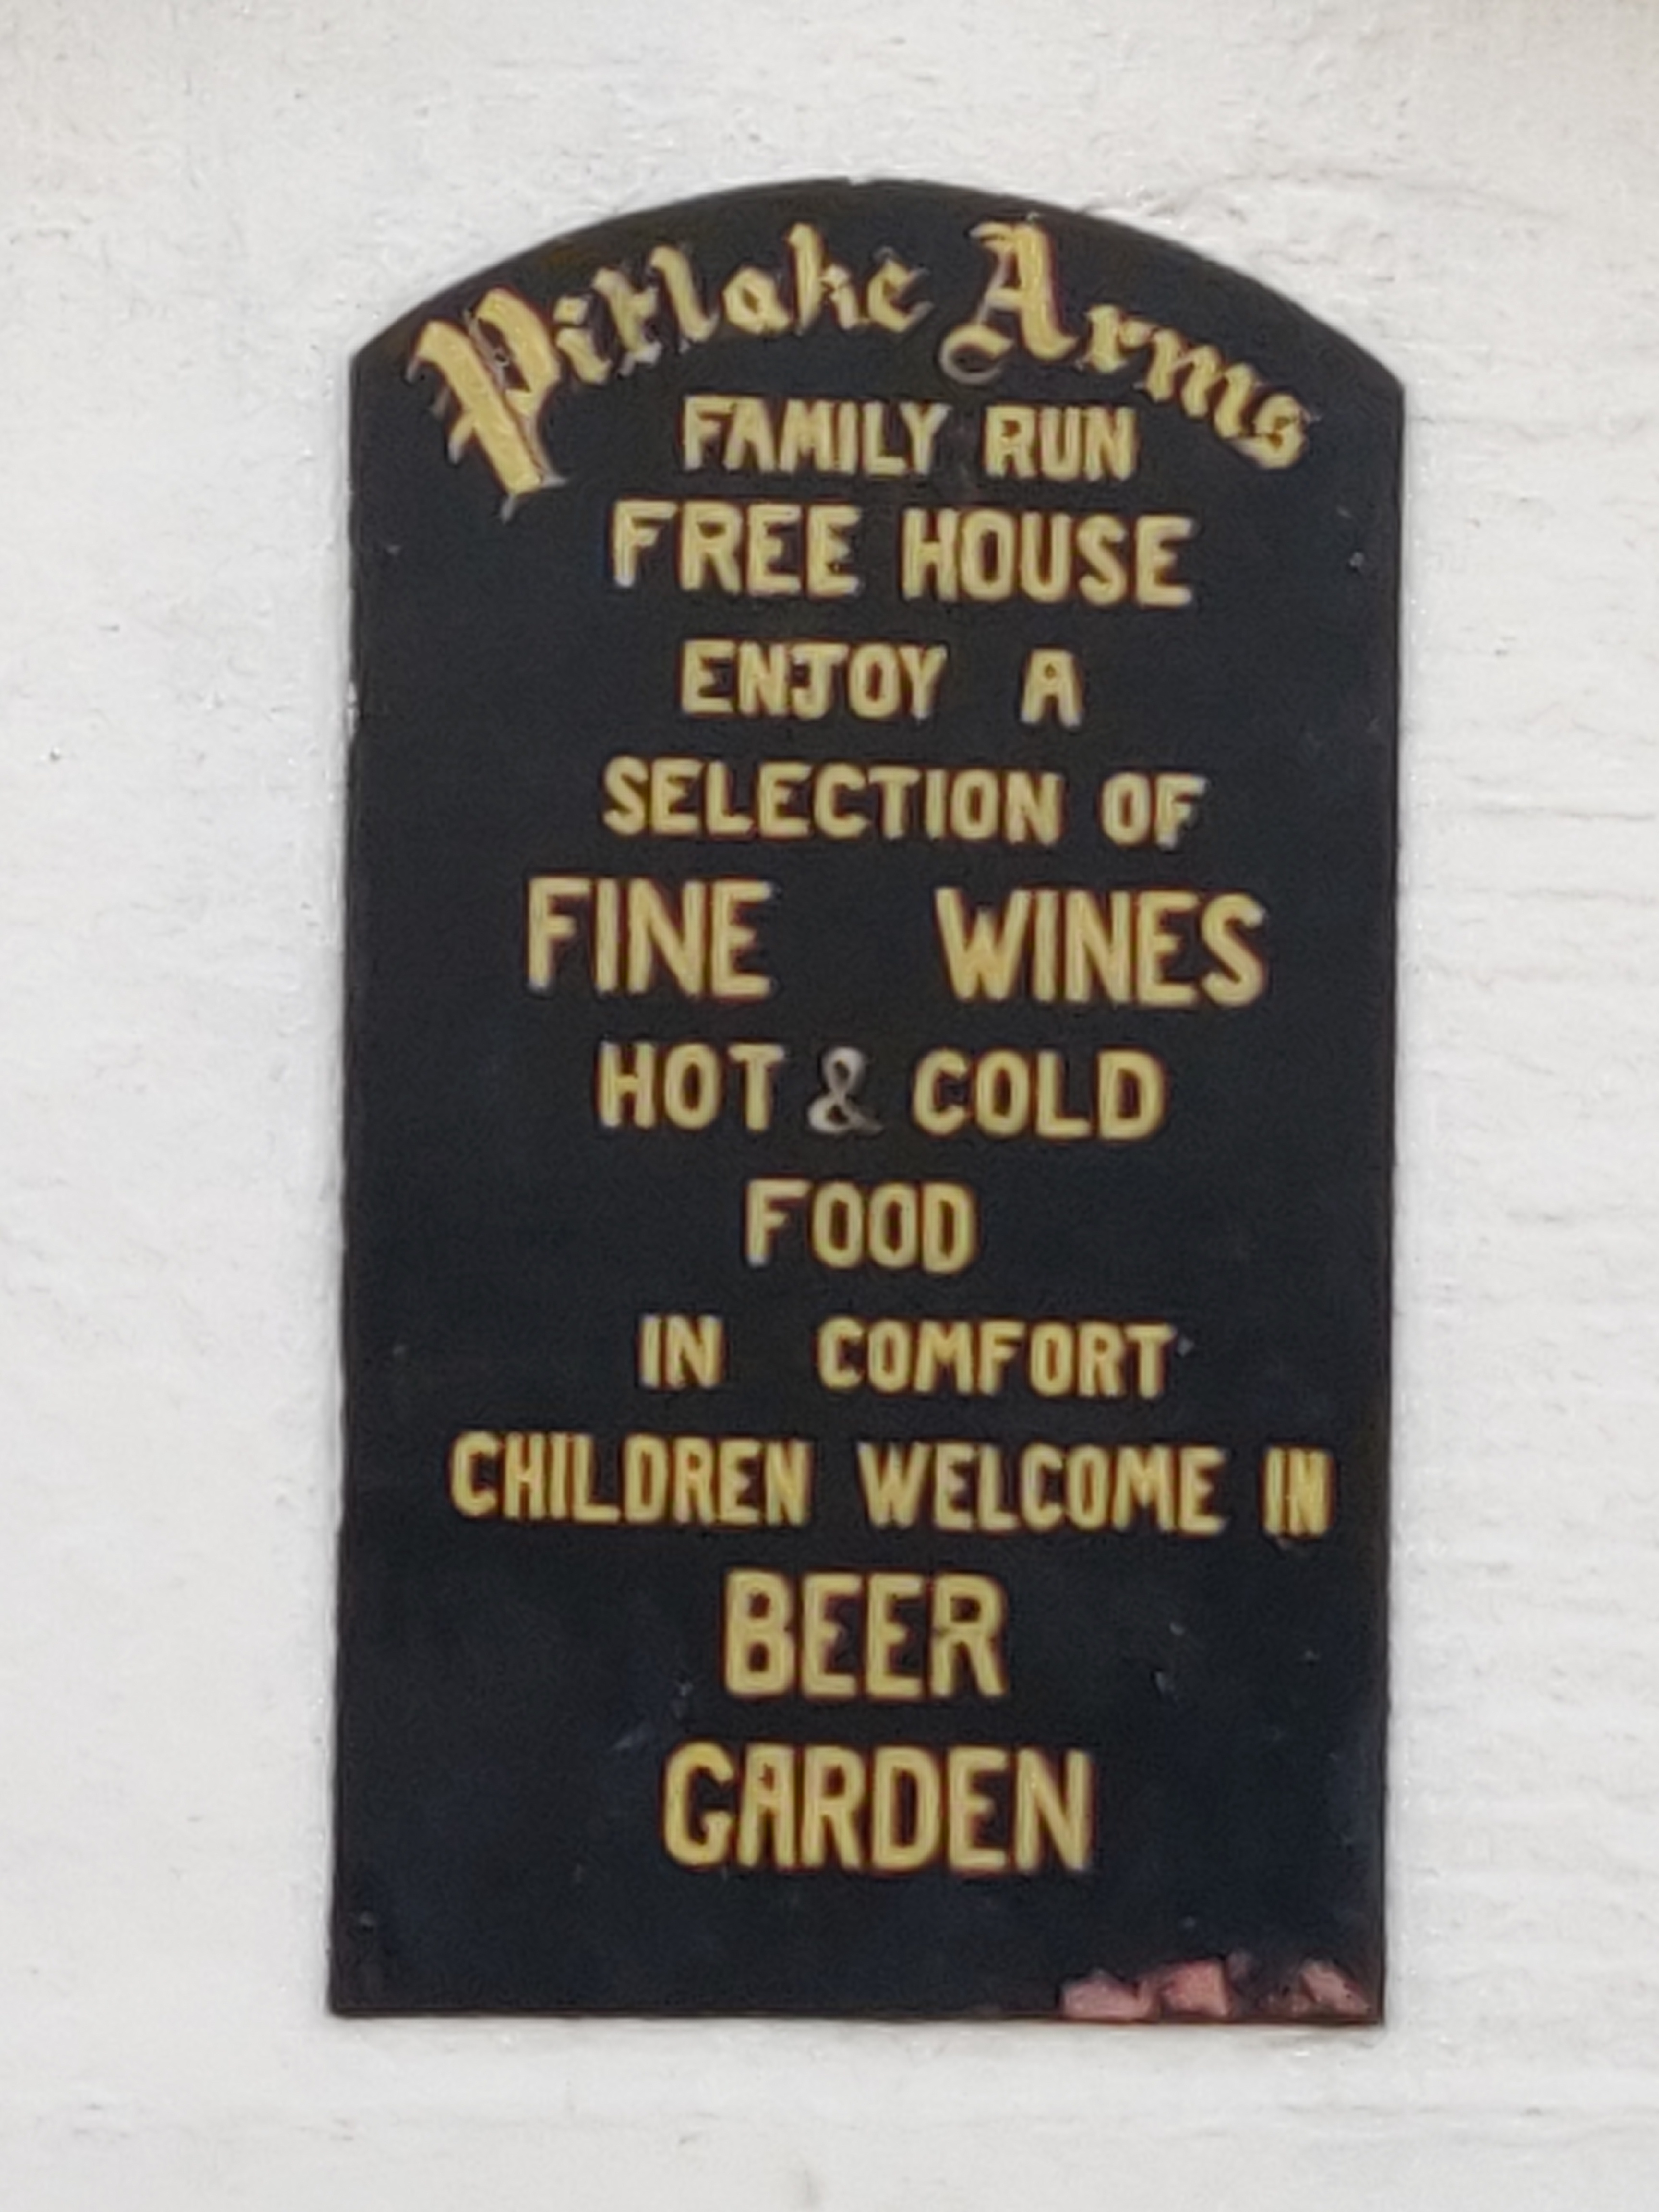 Pitlake Arms
FAMILY RUN
FREE HOUSE
ENJOY A
SELECTION OF
FINE WINES
HOT & COLD
FOOD
IN COMFORT
CHILDREN WELCOME IN
BEER
GARDEN